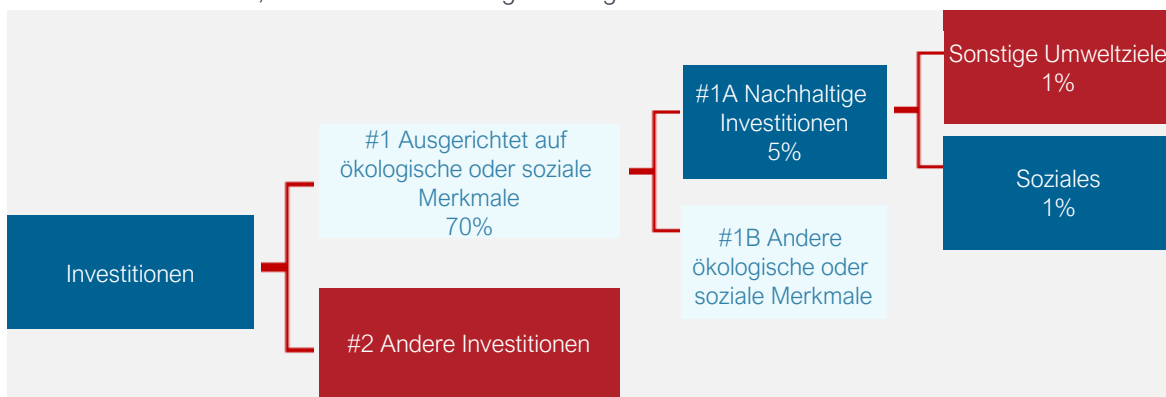 Investitionen
#1 Ausgerichtet auf
ökologische oder soziale
Merkmale
70%
#2 Andere Investitionen
#1A Nachhaltige
Investitionen
5%
#1B Andere
ökologische oder
soziale Merkmale
Sonstige Umweltziele
1%
Soziales
1%